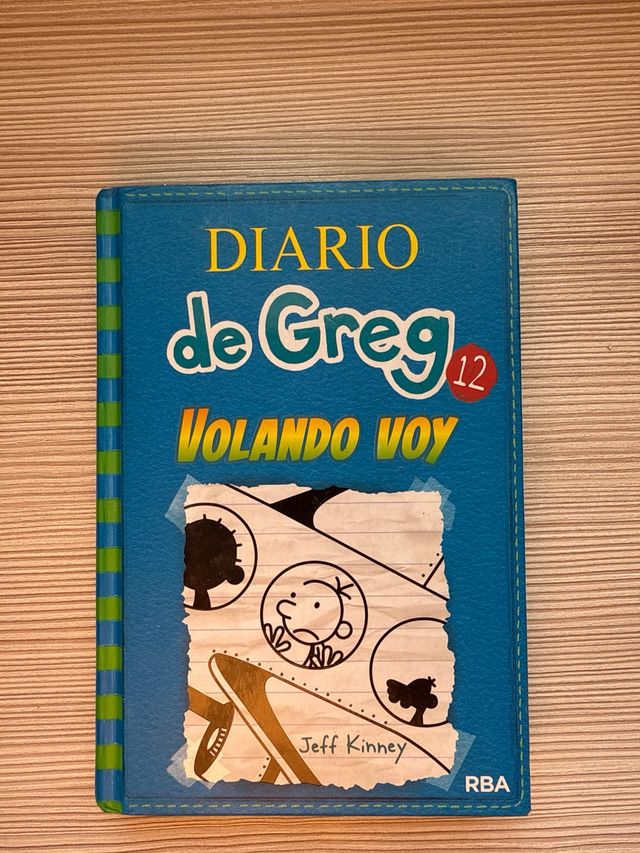 DIARIO
de Greg
12
VOLANDO VOY
Jeff Kinney
RBA